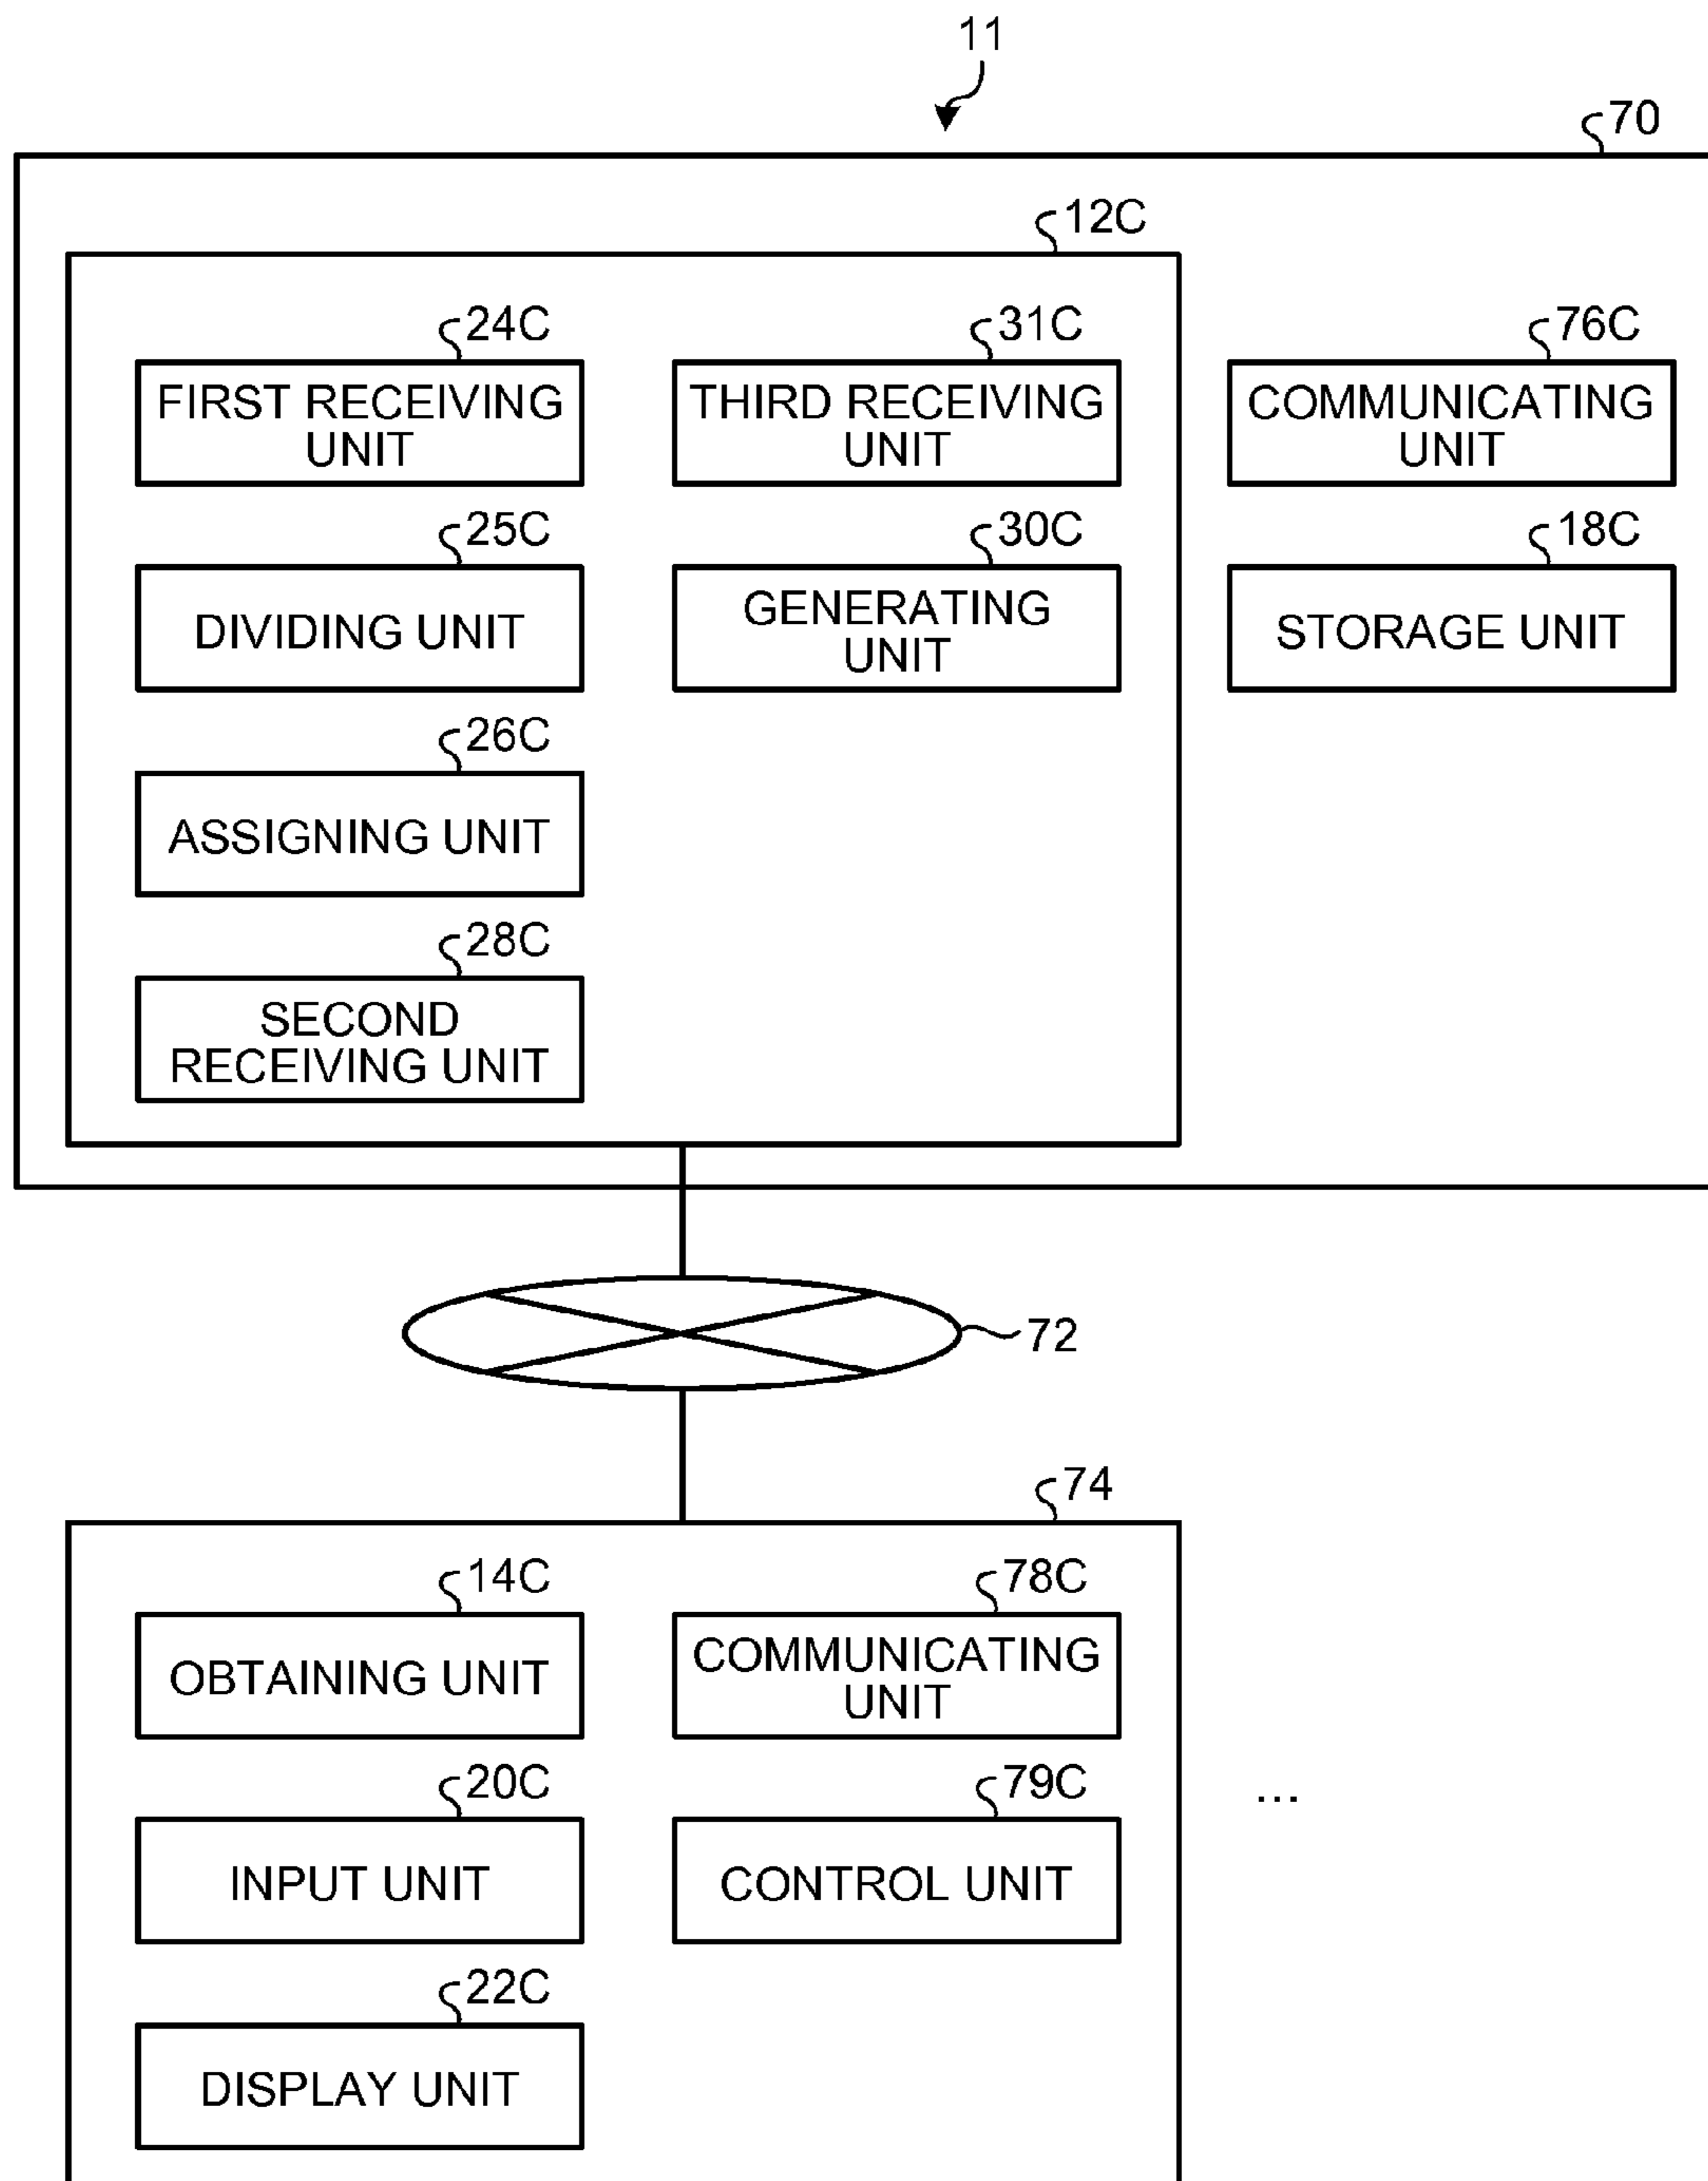 11
70
12C
24C
FIRST RECEIVING
UNIT
31C
THIRD RECEIVING
UNIT
76C
COMMUNICATING
UNIT
25C
DIVIDING UNIT
30C
GENERATING
UNIT
18C
STORAGE UNIT
26C
ASSIGNING UNIT
28C
SECOND
RECEIVING UNIT
72
74
14C
OBTAINING UNIT
78C
COMMUNICATING
UNIT
20C
INPUT UNIT
79C
CONTROL UNIT
...
22C
DISPLAY UNIT